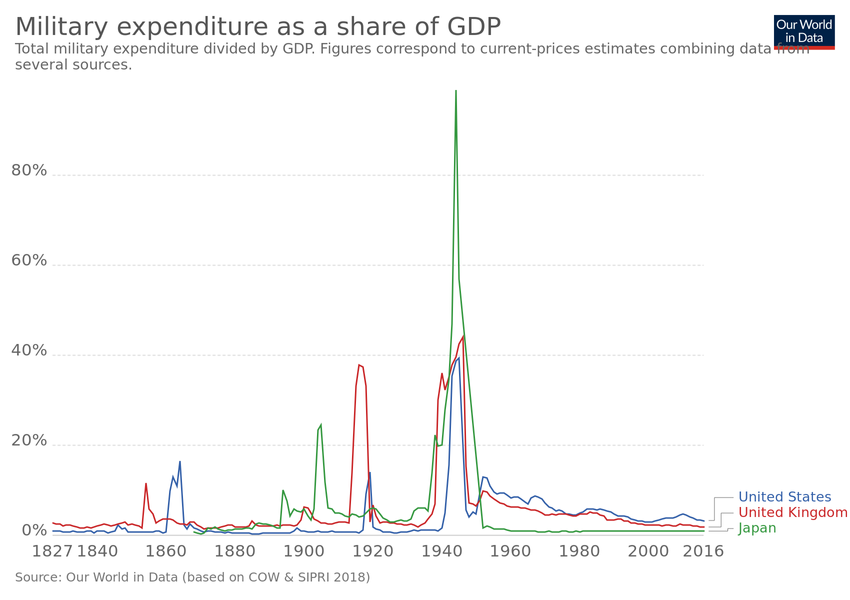 Military expenditure as a share of GDP
Our World
in Data
Total military expenditure divided by GDP. Figures correspond to current-prices estimates combining data from
several sources.
80%
60%
40%
20%
0%
1827 1840 1860 1880 1900 1920 1940 1960 1980 2000 2016
United States
United Kingdom
Japan
Source: Our World in Data (based on COW & SIPRI 2018)